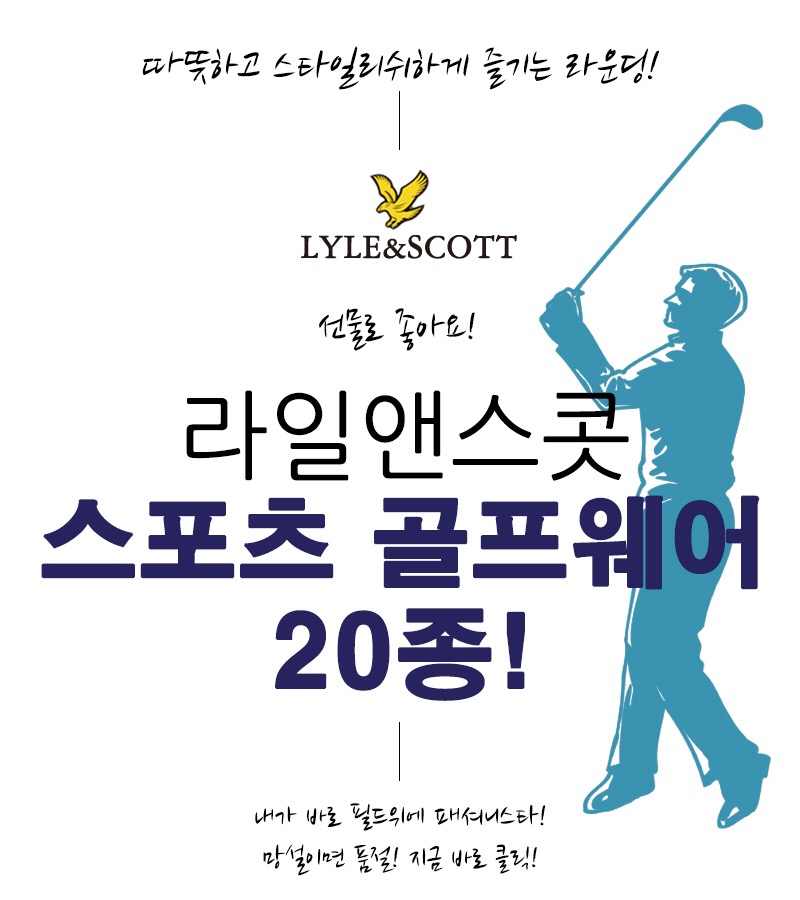 따뜻하고 스타일리쉬하게 즐기는 라운딩!
LYLE&SCOTT
선물로 좋아요!
라일앤스콧
스포츠 골프웨어
20종!
내가 바로 필드위에 패셔니스타!
망설이면 품절! 지금 바로 클릭!